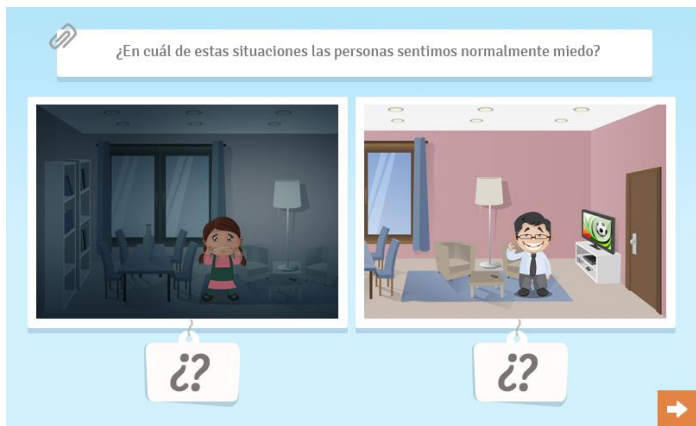 ¿En cuál de estas situaciones las personas sentimos normalmente miedo?
¿?
¿?